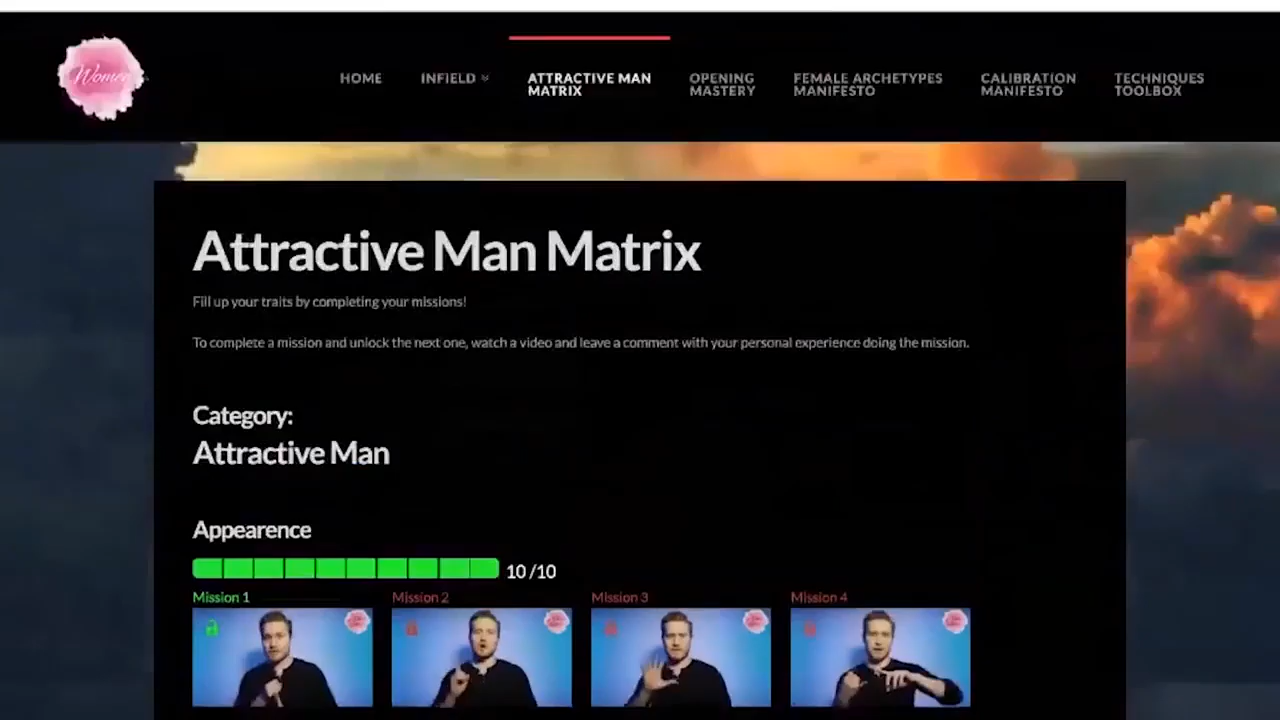 Women
HOME
INFIELD
ATTRACTIVE MAN
MATRIX
OPENING
MASTERY
FEMALE ARCHETYPES
MANIFESTO
CALIBRATION
MANIFESTO
TECHNIQUES
TOOLBOX
Attractive Man Matrix
Fill up your traits by completing your missions!
To complete a mission and unlock the next one, watch a video and leave a comment with your personal experience doing the mission.
Category:
Attractive Man
Appearence
10 /10
Mission 1
Mission 2
Mission 3
Mission 4